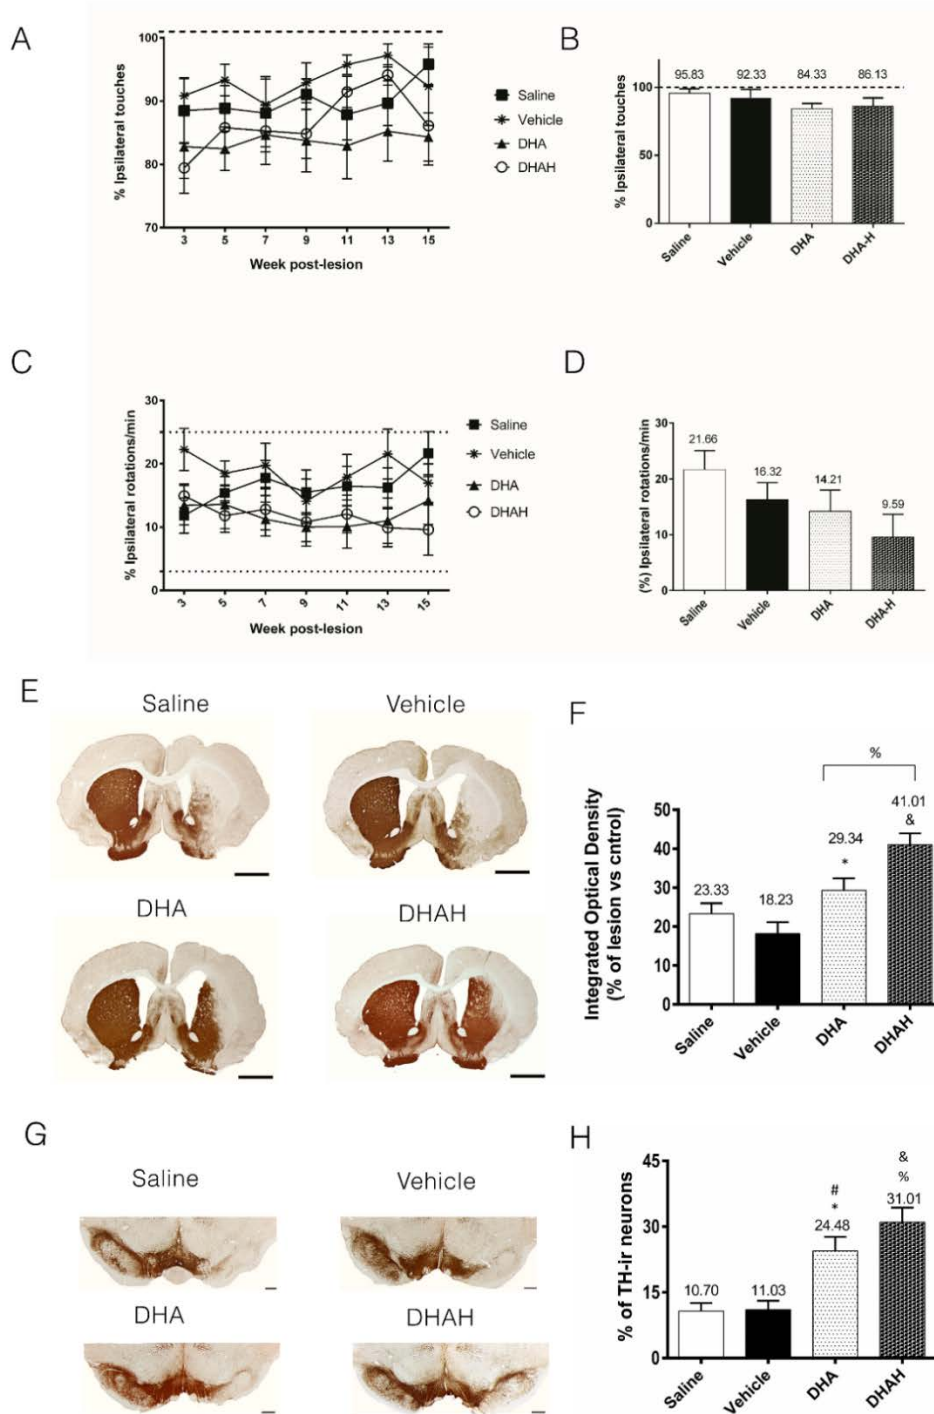 A
% Ipsilateral touches
100
90
80
70
3 5 7 9 11 13 15
Week post-lesion
Saline
Vehicle
DHA
DHAH
B
% Ipsilateral touches
95.83 92.33 84.33 86.13
100
50
0
Saline Vehicle DHA DHA-H
C
% Ipsilateral rotations/min
30
20
10
0
3 5 7 9 11 13 15
Week post-lesion
Saline
Vehicle
DHA
DHAH
D
(%) Ipsilateral rotations/min
30
20
10
0
21.66
16.32
14.21
9.59
Saline Vehicle DHA DHA-H
E
Saline Vehicle
DHA DHAH
F
Integrated Optical Density
(% of lesion vs cntrol)
50
40
30
20
10
0
%
41.01
&
29.34
*
23.33
18.23
Saline Vehicle DHA DHAH
G
Saline Vehicle
DHA DHAH
H
% of TH-ir neurons
45
30
15
0
&
%
31.01
#
*
24.48
10.70 11.03
Saline Vehicle DHA DHAH